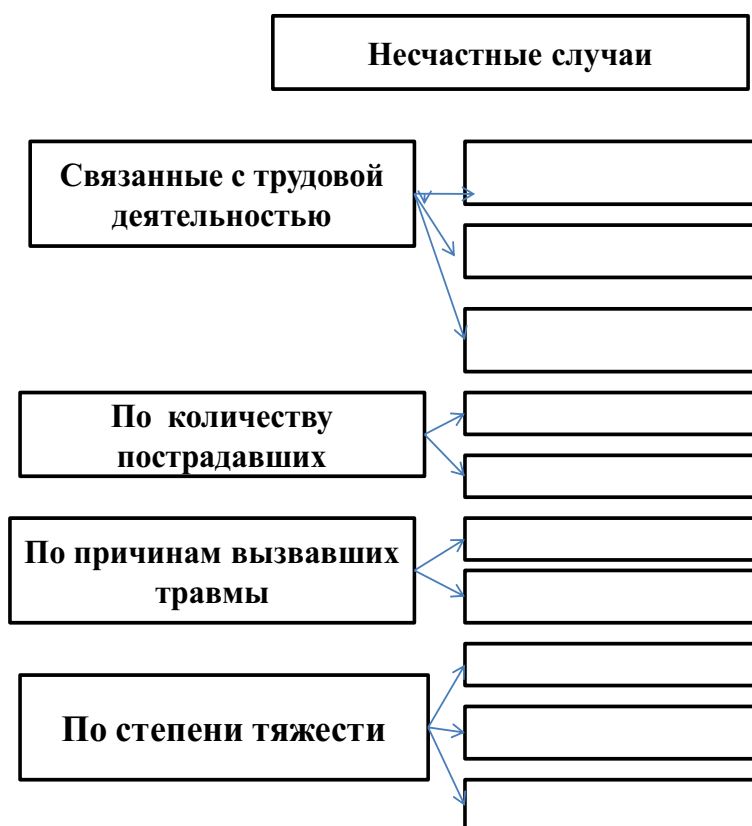 Несчастные случаи
Связанные с трудовой
деятельностью
По количеству
пострадавших
По причинам вызвавших
травмы
По степени тяжести